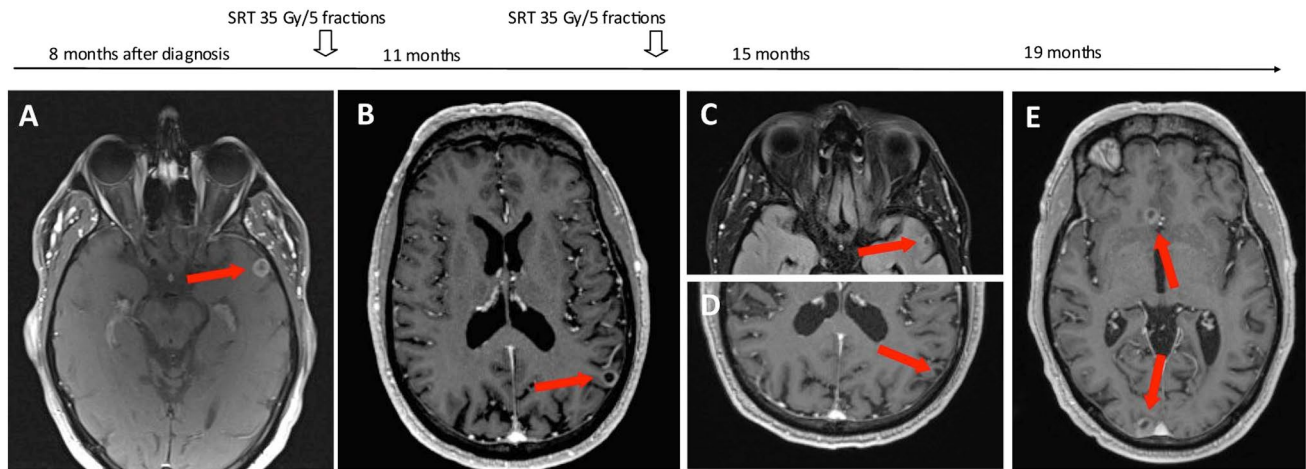 SRT 35 Gy/5 fractions
SRT 35 Gy/5 fractions
8 months after diagnosis
11 months
15 months
19 months
A
B
C
D
E